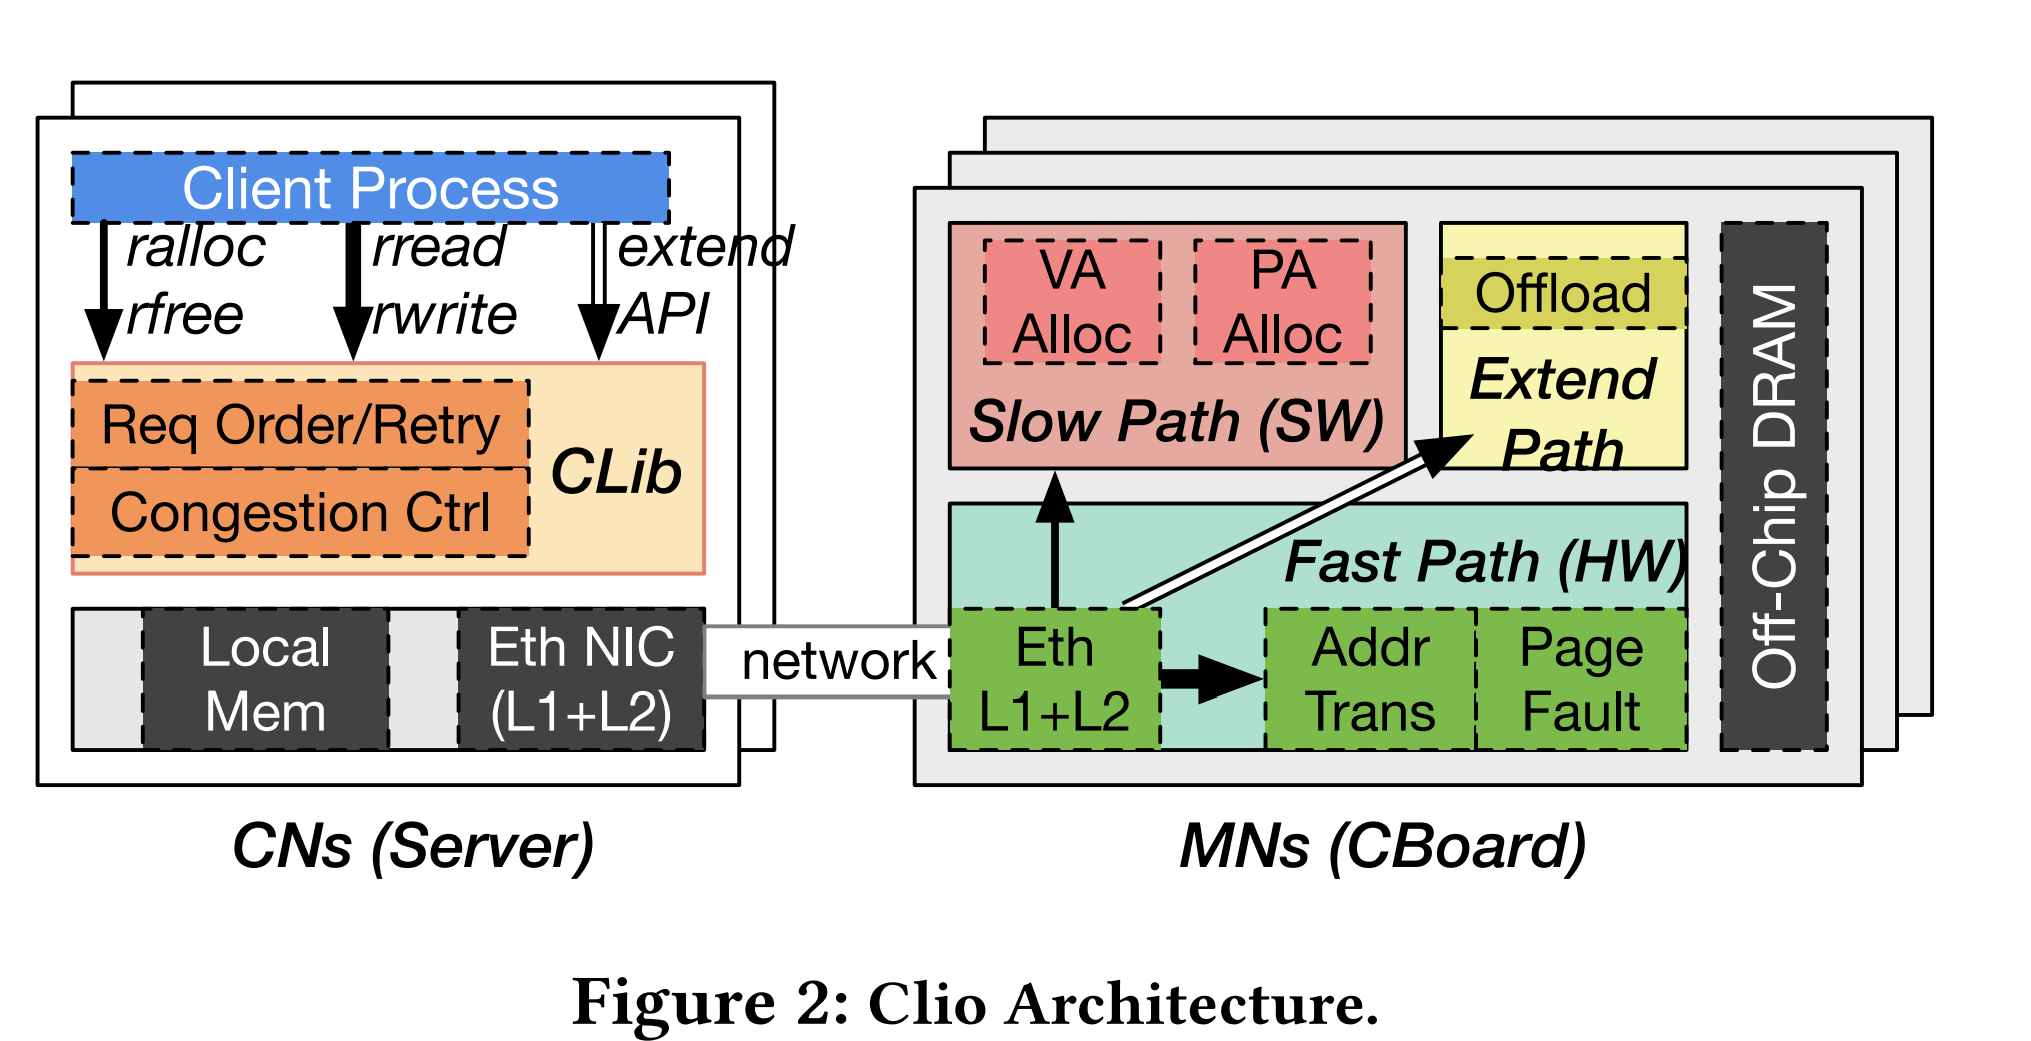 Client Process
ralloc
rfree
rread
rwrite
extend
API
Req Order/Retry
Congestion Ctrl
CLib
Local
Mem
Eth NIC
(L1+L2)
CNs (Server)
network
VA
Alloc
PA
Alloc
Slow Path (SW)
Offload
Extend
Path
Fast Path (HW)
Eth
L1+L2
Addr
Trans
Page
Fault
Off-Chip DRAM
MNs (CBoard)
Figure 2: Clio Architecture.